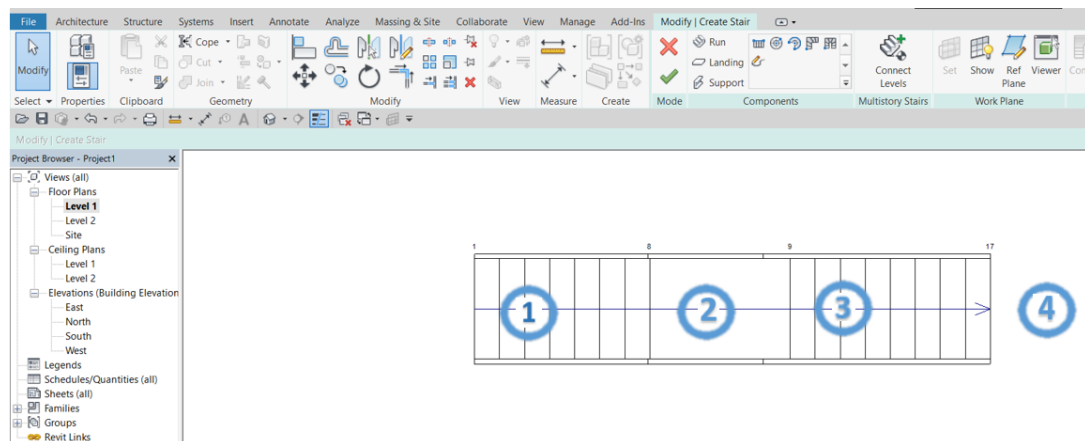 File Architecture Structure Systems Insert Annotate Analyze Massing & Site Collaborate View Manage Add-Ins Modify | Create Stair
Modify Paste Cope Cut Join Run Landing Support Connect Levels Set Show Ref Plane Viewer
Select Properties Clipboard Geometry Modify View Measure Create Mode Components Multistory Stairs Work Plane
Modify | Create Stair
Project Browser - Project1
Views (all)
Floor Plans
Level 1
Level 2
Site
Ceiling Plans
Level 1
Level 2
Elevations (Building Elevation
East
North
South
West
Legends
Schedules/Quantities (all)
Sheets (all)
Families
Groups
Revit Links
1 8 9 17
1 2 3 4